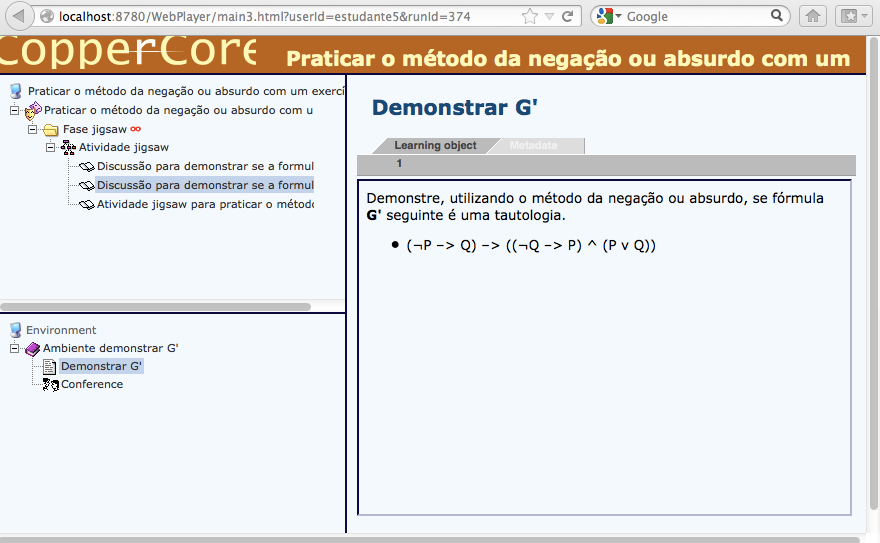 localhost:8780/WebPlayer/main3.html?userId=estudante5&runId=374
Google
CopperCore
Praticar o método da negação ou absurdo com um
Praticar o método da negação ou absurdo com um exercí
Praticar o método da negação ou absurdo com u
Fase jigsaw
Atividade jigsaw
Discussão para demonstrar se a formul
Discussão para demonstrar se a formul
Atividade jigsaw para praticar o método
Environment
Ambiente demonstrar G'
Demonstrar G'
Conference
Demonstrar G'
Learning object
Metadata
1
Demonstre, utilizando o método da negação ou absurdo, se fórmula
G' seguinte é uma tautologia.
• (¬P -> Q) -> ((¬Q -> P) ^ (P v Q))